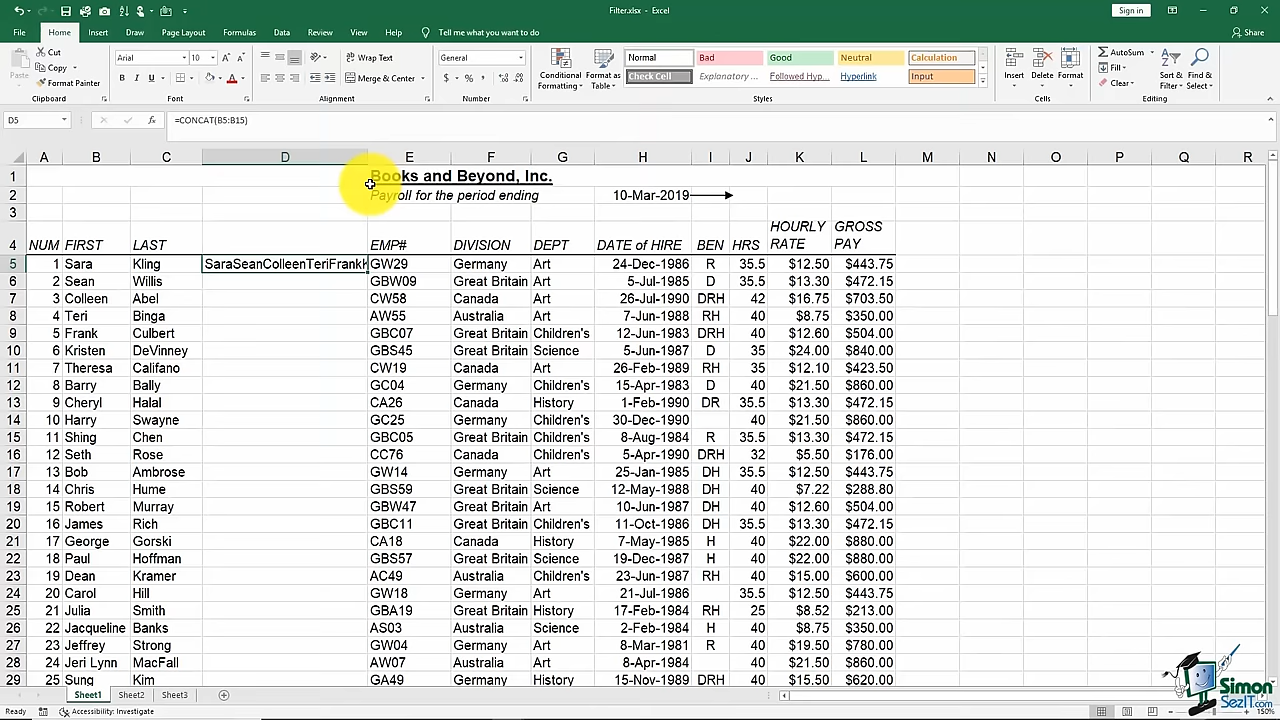 Filter.xlsx - Excel
Sign in
File Home Insert Draw Page Layout Formulas Data Review View Help Tell me what you want to do Share
Paste Cut Copy Format Painter
Arial 10
Wrap Text Merge & Center
General
Conditional Formatting Format as Table
Normal Bad Good Neutral Calculation
Check Cell Explanatory ... Followed Hyp... Hyperlink Input
Insert Delete Format
AutoSum Fill Clear Sort & Filter Find & Select
Clipboard Font Alignment Number Styles Cells Editing
D5 fx =CONCAT(B5:B15)
A B C D E F G H I J K L M N O P Q R
1 Books and Beyond, Inc.
2 Payroll for the period ending 10-Mar-2019
3
4 NUM FIRST LAST EMP# DIVISION DEPT DATE of HIRE BEN HRS HOURLY RATE GROSS PAY
5 1 Sara Kling SaraSeanColleenTeriFrank GW29 Germany Art 24-Dec-1986 R 35.5 $12.50 $443.75
6 2 Sean Willis GBW09 Great Britain Art 5-Jul-1985 D 35.5 $13.30 $472.15
7 3 Colleen Abel CW58 Canada Art 26-Jul-1990 DRH 42 $16.75 $703.50
8 4 Teri Binga AW55 Australia Art 7-Jun-1988 RH 40 $8.75 $350.00
9 5 Frank Culbert GBC07 Great Britain Children's 12-Jun-1983 DRH 40 $12.60 $504.00
10 6 Kristen DeVinney GBS45 Great Britain Science 5-Jun-1987 D 35 $24.00 $840.00
11 7 Theresa Califano CW19 Canada Art 26-Feb-1989 RH 35 $12.10 $423.50
12 8 Barry Bally GC04 Germany Children's 15-Apr-1983 D 40 $21.50 $860.00
13 9 Cheryl Halal CA26 Canada History 1-Feb-1990 DR 35.5 $13.30 $472.15
14 10 Harry Swayne GC25 Germany Children's 30-Dec-1990 40 $21.50 $860.00
15 11 Shing Chen GBC05 Great Britain Children's 8-Aug-1984 R 35.5 $13.30 $472.15
16 12 Seth Rose CC76 Canada Children's 5-Apr-1990 DRH 32 $5.50 $176.00
17 13 Bob Ambrose GW14 Germany Art 25-Jan-1985 DH 35.5 $12.50 $443.75
18 14 Chris Hume GBS59 Great Britain Science 12-May-1988 DH 40 $7.22 $288.80
19 15 Robert Murray GBW47 Great Britain Art 10-Jun-1987 DH 40 $12.60 $504.00
20 16 James Rich GBC11 Great Britain Children's 11-Oct-1986 DH 35.5 $13.30 $472.15
21 17 George Gorski CA18 Canada History 7-May-1985 H 40 $22.00 $880.00
22 18 Paul Hoffman GBS57 Great Britain Science 19-Dec-1987 H 40 $22.00 $880.00
23 19 Dean Kramer AC49 Australia Children's 23-Jun-1987 RH 40 $15.00 $600.00
24 20 Carol Hill GW18 Germany Art 21-Jul-1986 35.5 $12.50 $443.75
25 21 Julia Smith GBA19 Great Britain History 17-Feb-1984 RH 25 $8.52 $213.00
26 22 Jacqueline Banks AS03 Australia Science 2-Feb-1984 H 40 $8.75 $350.00
27 23 Jeffrey Strong GW04 Germany Art 8-Mar-1981 R 40 $19.50 $780.00
28 24 Jeri Lynn MacFall AW07 Australia Art 8-Apr-1984 40 $21.50 $860.00
29 25 Sung Kim GA49 Germany History 15-Nov-1989 DRH 40 $15.50 $620.00
Sheet1 Sheet2 Sheet3
Ready Accessibility: Investigate 150%
Simon SezIT.com